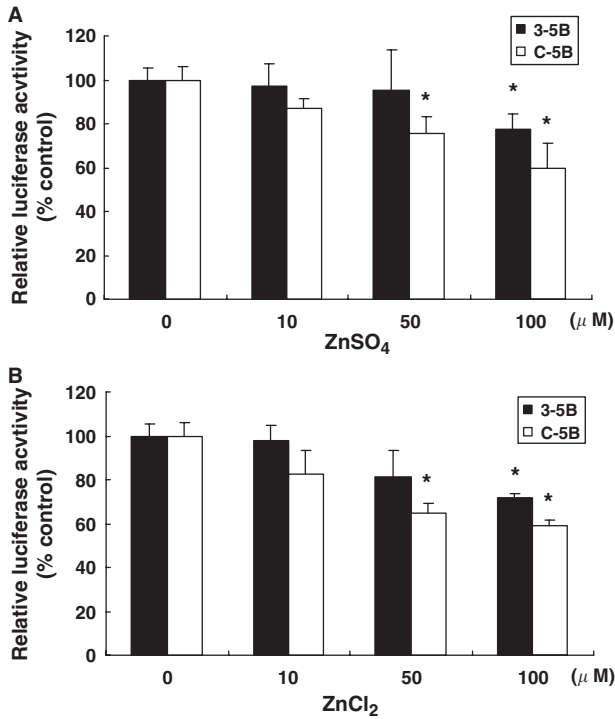 A
Relative luciferase acvtivity
(% control)
120
100
80
60
40
20
0
3-5B
C-5B
*
*
*
0 10 50 100 (μ M)
ZnSO4
B
Relative luciferase acvtivity
(% control)
120
100
80
60
40
20
0
3-5B
C-5B
*
*
*
0 10 50 100 (μ M)
ZnCl2